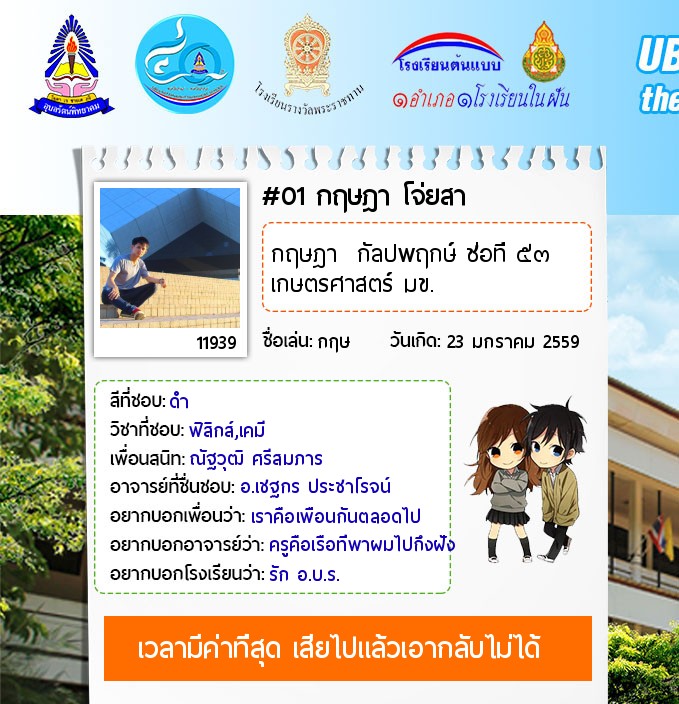 อุบลรัตน์พิทยาคม
โรงเรียนรางวัลพระราชทาน
โรงเรียนต้นแบบ
๑อำเภอ๑โรงเรียนในฝัน
UB
the
#01 กฤษฎา โจ่ยสา
กฤษฎา กัลปพฤกษ์ ช่อที่ ๕๓
เกษตรศาสตร์ มข.
11939
ชื่อเล่น: กฤษ วันเกิด: 23 มกราคม 2559
สีที่ชอบ: ดำ
วิชาที่ชอบ: ฟิสิกส์,เคมี
เพื่อนสนิท: ณัฐวุฒิ ศรีสมภาร
อาจารย์ที่ชื่นชอบ: อ.เชฐกร ประชาโรจน์
อยากบอกเพื่อนว่า: เราคือเพื่อนกันตลอดไป
อยากบอกอาจารย์ว่า: ครูคือเรือที่พาผมไปถึงฝั่ง
อยากบอกโรงเรียนว่า: รัก อ.บ.ร.
เวลามีค่าที่สุด เสียไปแล้วเอากลับไม่ได้